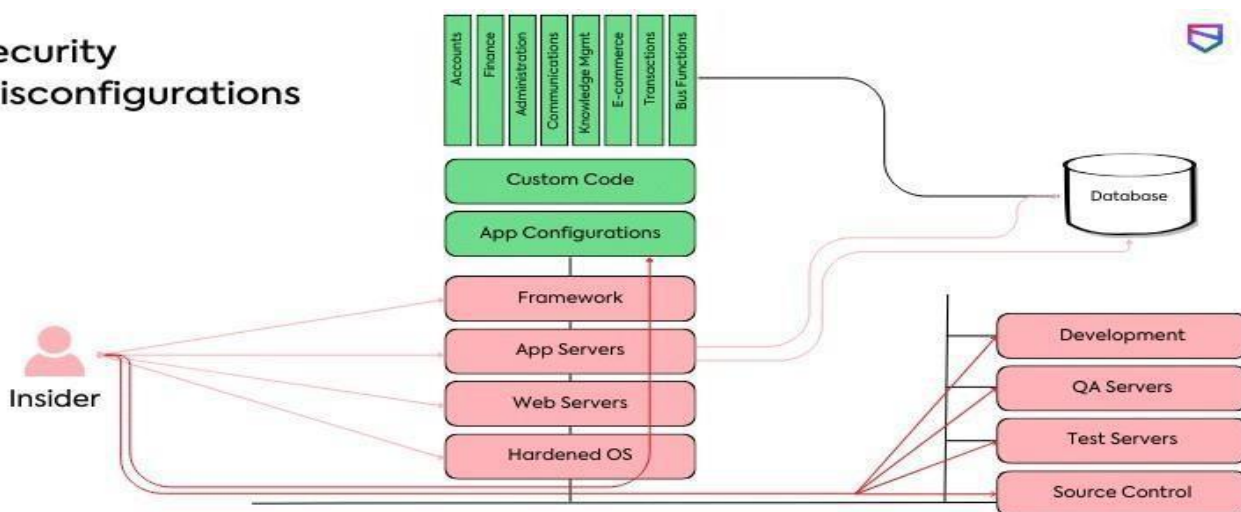 ecurity
isconfigurations
Accounts
Finance
Administration
Communications
Knowledge Mgmt
E-commerce
Transactions
Bus Functions
Custom Code
App Configurations
Database
Framework
App Servers
Web Servers
Hardened OS
Insider
Development
QA Servers
Test Servers
Source Control